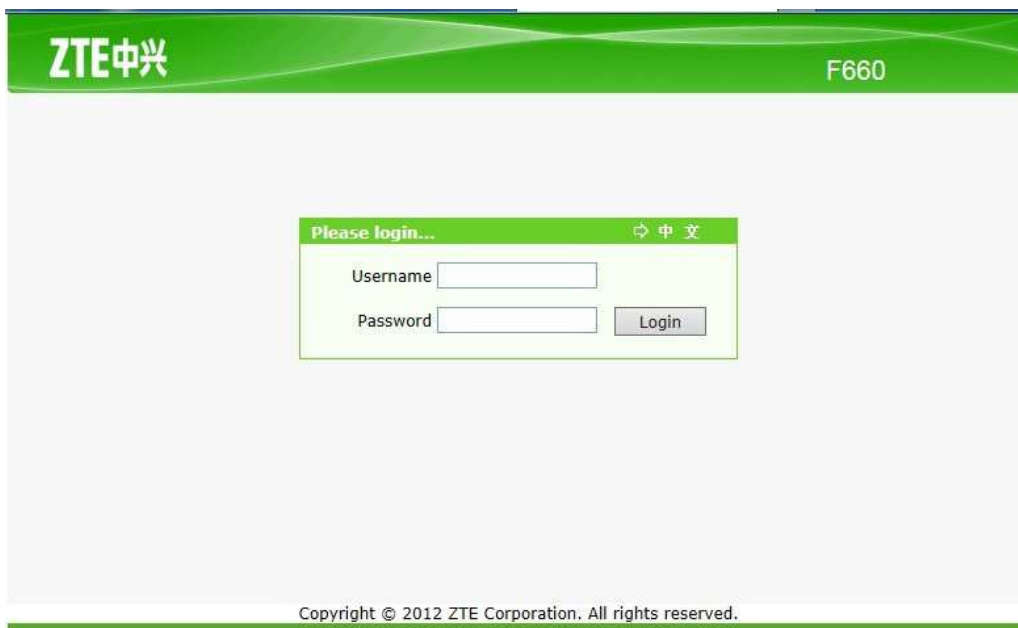 ZTE中兴
F660
Please login...
⇨ 中 文
Username
Password
Login
Copyright © 2012 ZTE Corporation. All rights reserved.